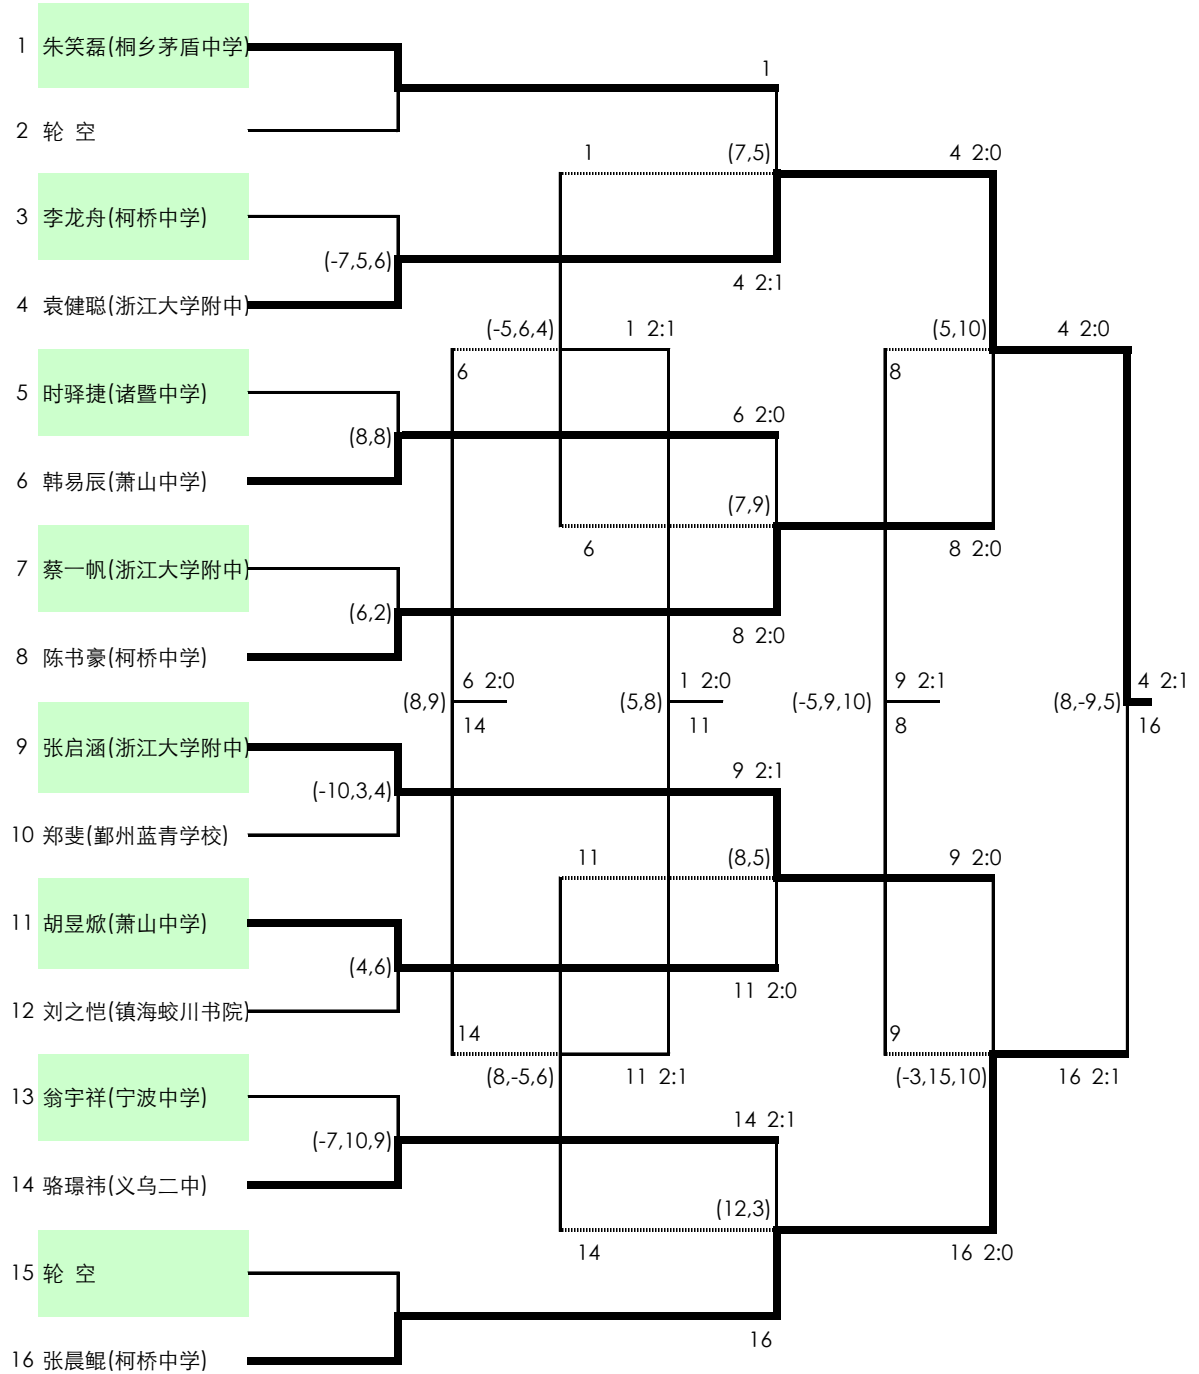 1 朱笑磊(桐乡茅盾中学)
1
2 轮 空
1 (7,5) 4 2:0
3 李龙舟(柯桥中学)
(-7,5,6)
4 2:1
4 袁健聪(浙江大学附中)
(-5,6,4) 1 2:1 (5,10) 4 2:0
6 8
5 时驿捷(诸暨中学)
6 2:0
(8,8)
6 韩易辰(萧山中学)
(7,9)
6 8 2:0
7 蔡一帆(浙江大学附中)
(6,2)
8 2:0
8 陈书豪(柯桥中学)
6 2:0 1 2:0 9 2:1 4 2:1
(8,9) (5,8) (-5,9,10) (8,-9,5)
14 11 8 16
9 张启涵(浙江大学附中)
9 2:1
(-10,3,4)
10 郑斐(鄞州蓝青学校)
11 (8,5) 9 2:0
11 胡昱焮(萧山中学)
(4,6)
11 2:0
12 刘之恺(镇海蛟川书院)
14 9
(8,-5,6) 11 2:1 (-3,15,10) 16 2:1
13 翁宇祥(宁波中学)
14 2:1
(-7,10,9)
14 骆璟祎(义乌二中)
(12,3)
14 16 2:0
15 轮 空
16
16 张晨鲲(柯桥中学)